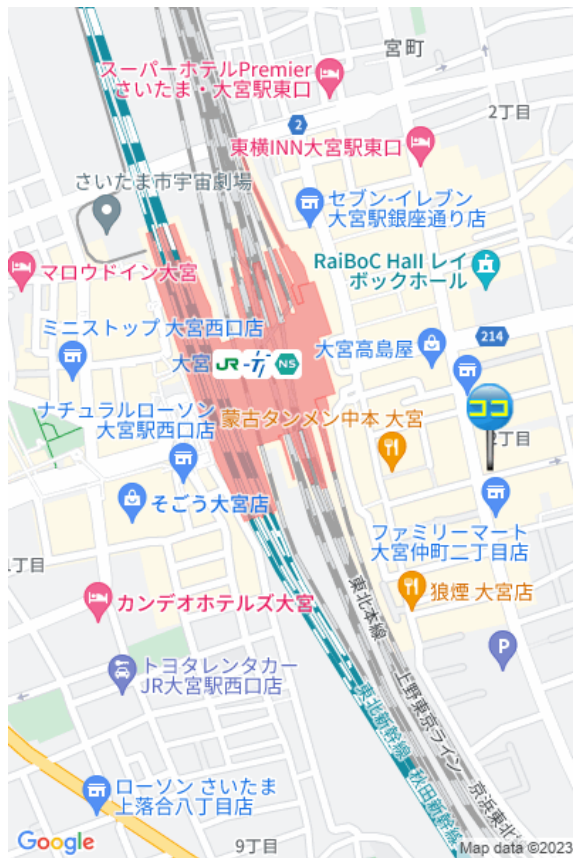 宮町
スーパーホテルPremier
さいたま・大宮駅東口
2丁目
2
東横INN大宮駅東口
さいたま市宇宙劇場
セブン-イレブン
大宮駅銀座通り店
RaiBoC Hall レイ
ボックホール
マロウドイン大宮
ミニストップ 大宮西口店
214
大宮高島屋
大宮 JR NS
ナチュラルローソン
大宮駅西口店
蒙古タンメン中本 大宮
ココ
2丁目
そごう大宮店
ファミリーマート
大宮仲町二丁目店
丁目
カンデオホテルズ大宮
狼煙 大宮店
東北本線
P
トヨタレンタカー
JR大宮駅西口店
上野東京ライン
東北新幹線
秋田新幹線
京浜東北
ローソン さいたま
上落合八丁目店
9丁目
Google
Map data ©2023